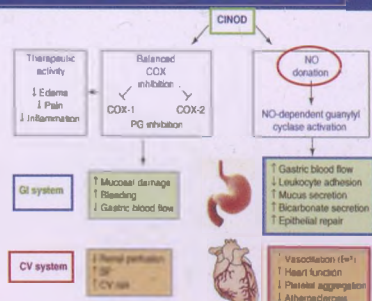 CINOD
Therapeutic
activity
↓ Edema
↓ Pain
↓ Inflammation
Balanced
COX
inhibition
COX-1
COX-2
PG inhibition
NO
donation
NO-dependent guanylyl
cyclase activation
GI system
↑ Mucosal damage
↑ Bleeding
↓ Gastric blood flow
↑ Gastric blood flow
↓ Leukocyte adhesion
↑ Mucus secretion
↑ Bicarbonate secretion
↑ Epithelial repair
CV system
↓ Renal perfusion
↑ BP
↑ CV risk
↑ Vasodilation
↑ Heart function
↓ Platelet aggregation
↓ Atherosclerosis